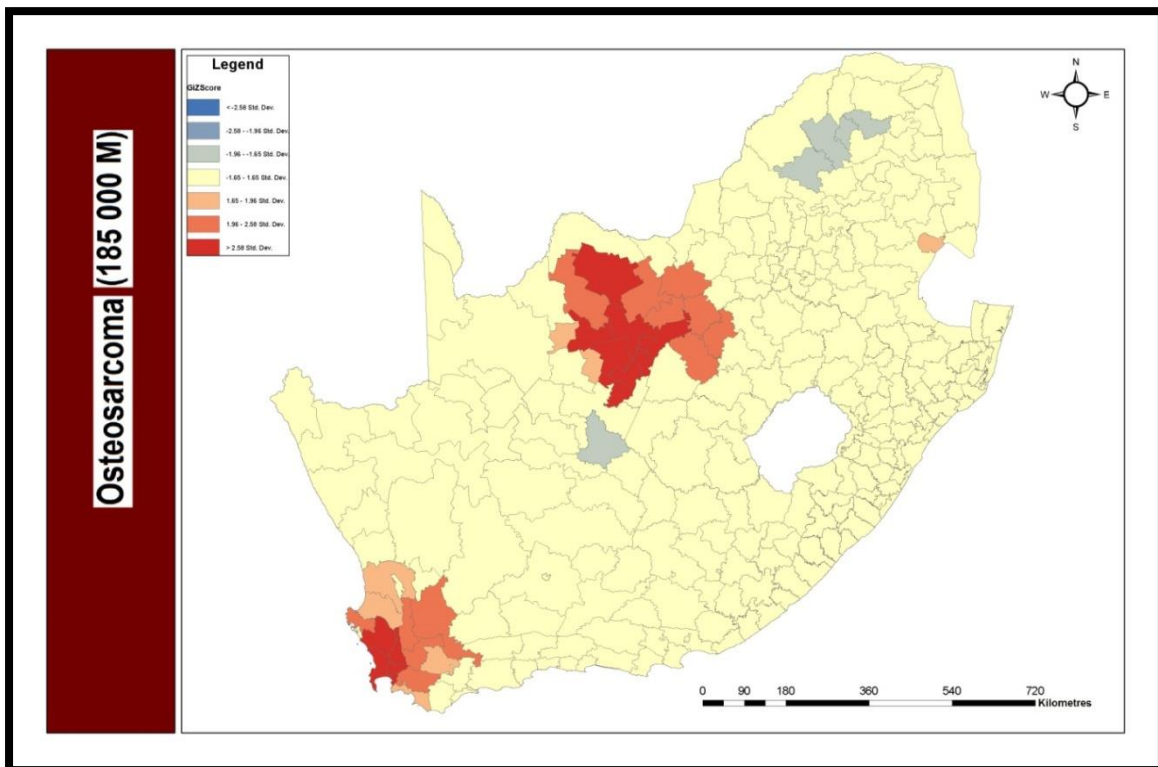 Osteosarcoma (185 000 M)
Legend
GiZScore
< -2.58 Std. Dev.
-2.58 - -1.96 Std. Dev.
-1.96 - -1.65 Std. Dev.
-1.65 - 1.65 Std. Dev.
1.65 - 1.96 Std. Dev.
1.96 - 2.58 Std. Dev.
> 2.58 Std. Dev.
N
W E
S
0 90 180 360 540 720
Kilometres